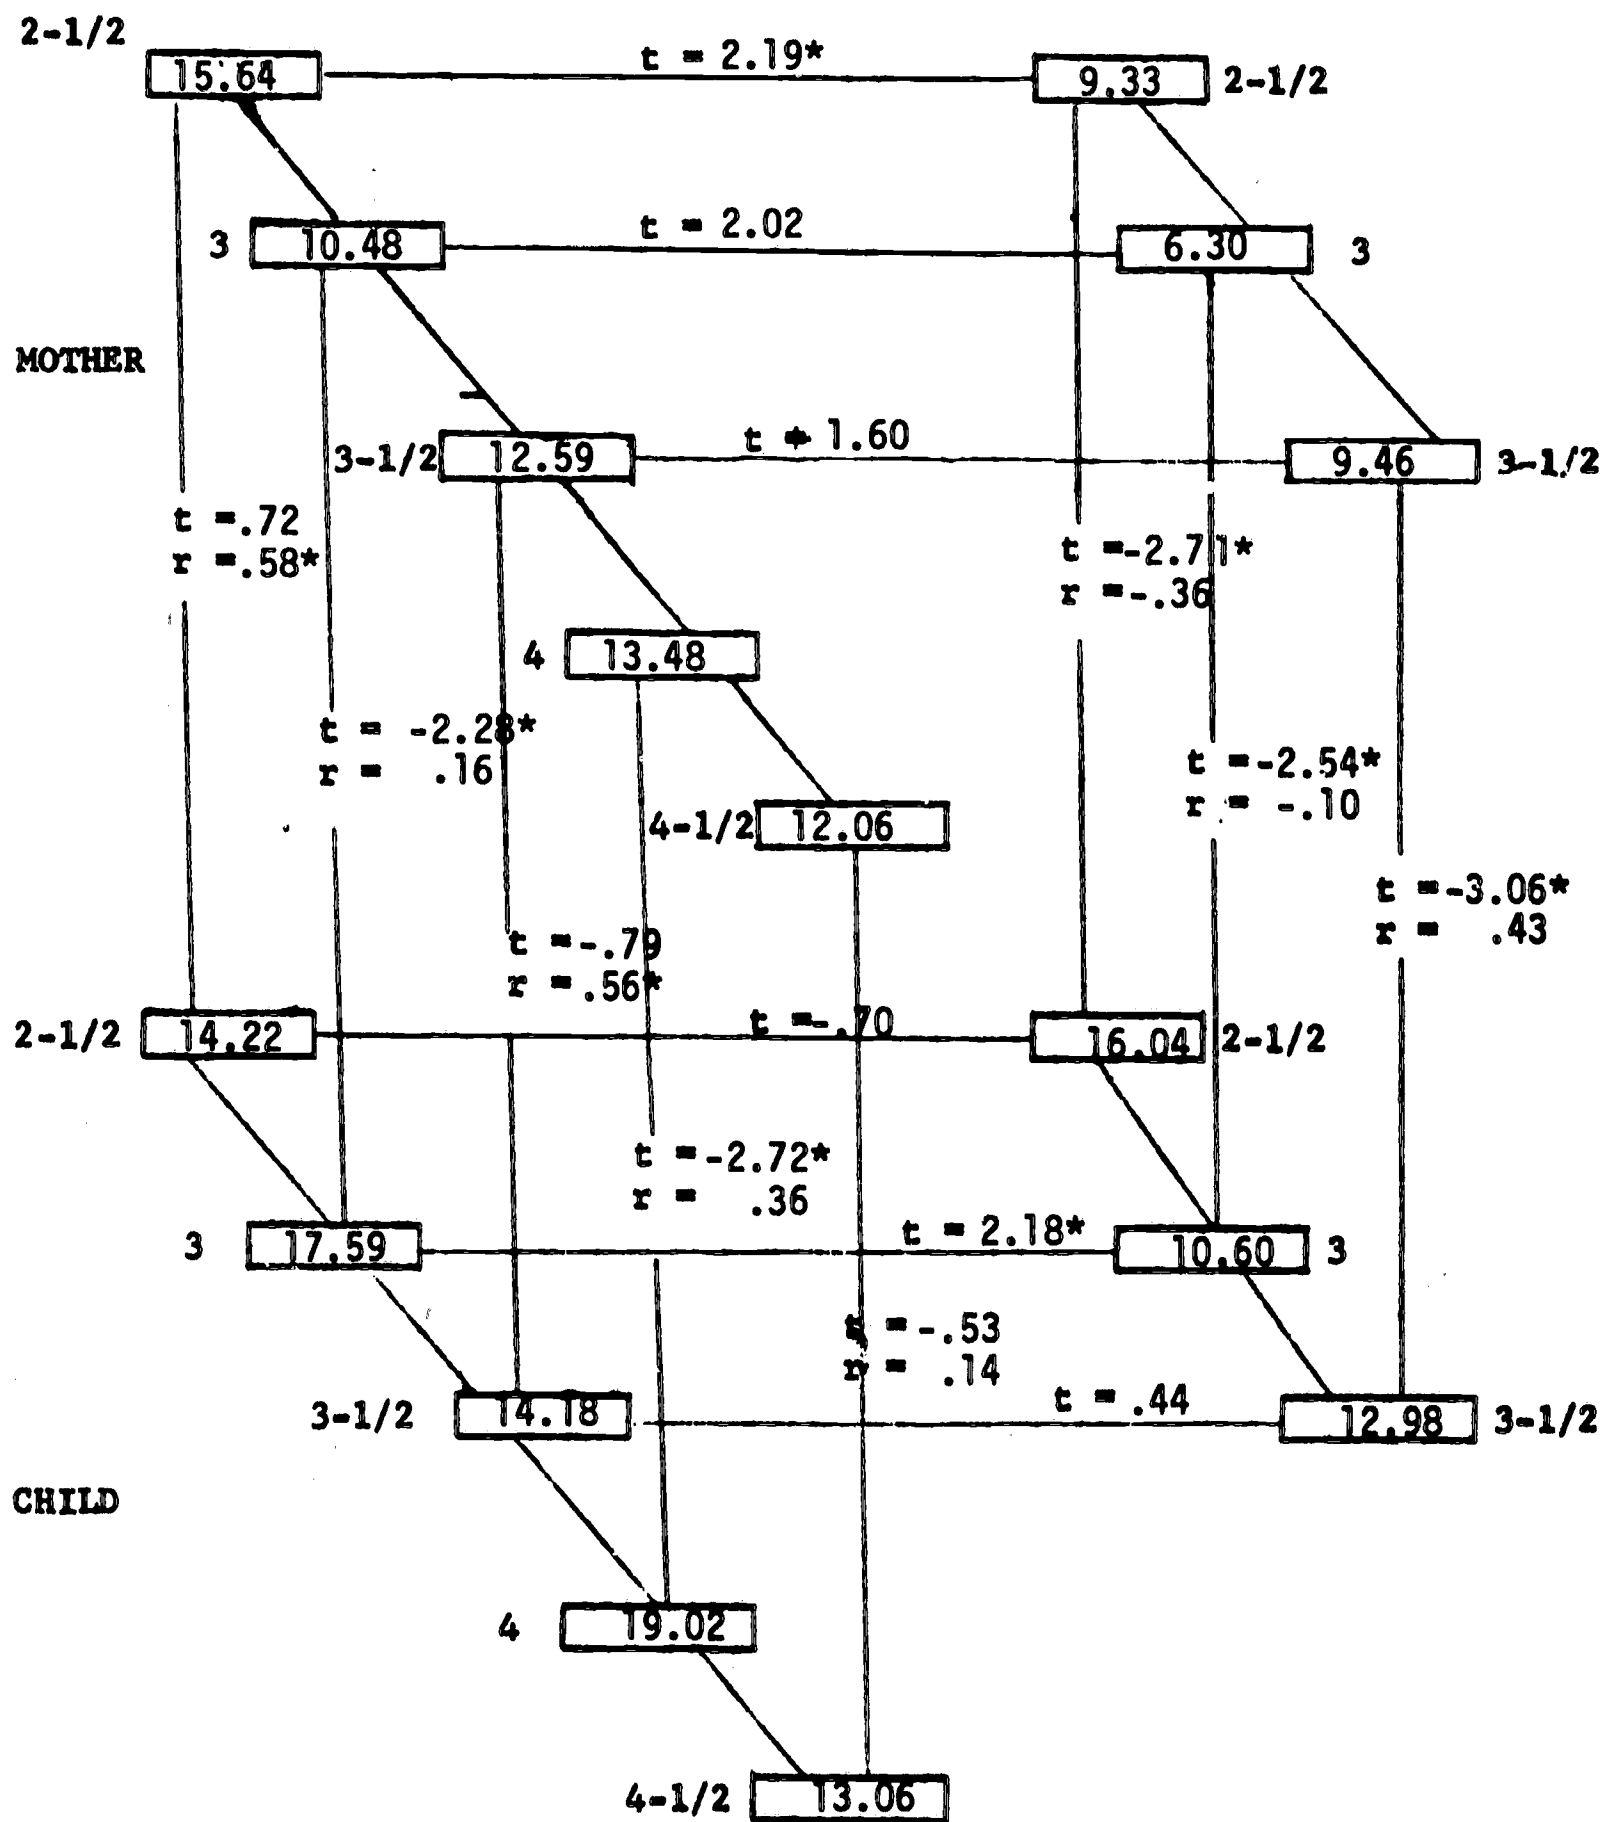 2-1/2
15.64 t = 2.19* 9.33 2-1/2
3 10.48 t = 2.02 6.30 3
MOTHER
3-1/2 12.59 t = 1.60 9.46 3-1/2
t =.72
r =.58*
t =-2.71*
r =-.36
4 13.48
t = -2.28*
r = .16
t =-2.54*
r = -.10
4-1/2 12.06
t =-3.06*
r = .43
t =-.79
r =.56*
2-1/2 14.22 t =-.70 16.04 2-1/2
t =-2.72*
r = .36
3 17.59 t = 2.18* 10.60 3
t =-.53
r = .14
3-1/2 14.18 t = .44 12.98 3-1/2
CHILD
4 19.02
4-1/2 13.06